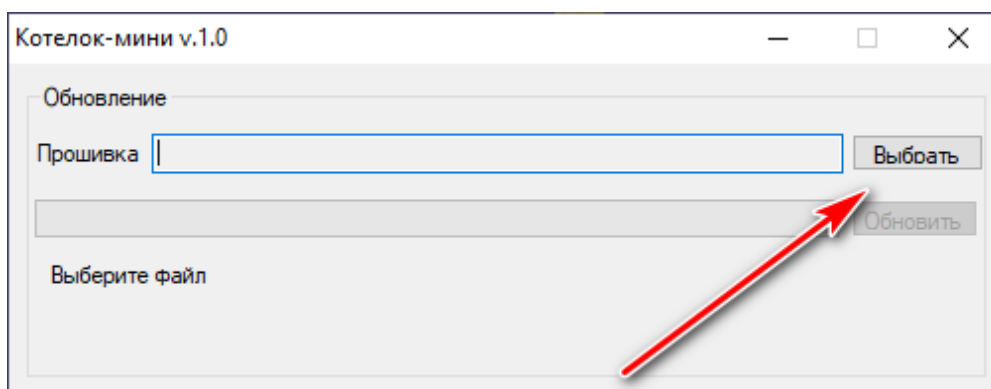 Котелок-мини v.1.0
Обновление
Прошивка
Выбрать
Обновить
Выберите файл